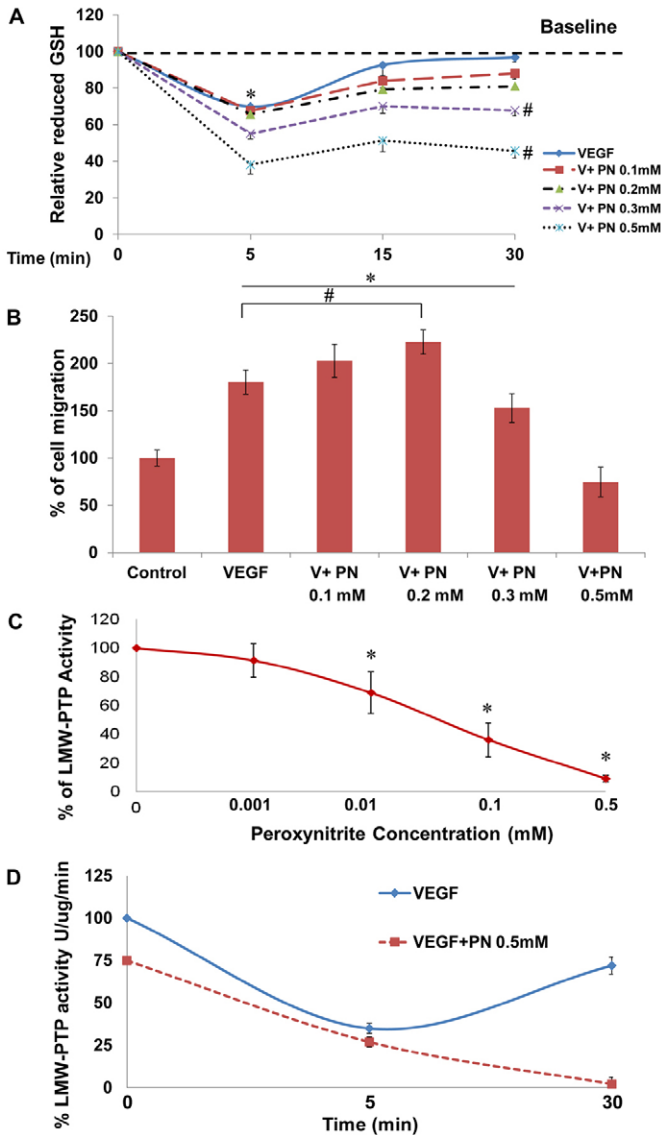 A
Baseline
Relative reduced GSH
120
100
80
60
40
20
0
*
#
#
VEGF
V+ PN 0.1mM
V+ PN 0.2mM
V+ PN 0.3mM
V+ PN 0.5mM
Time (min)
0
5
15
30
B
*
#
% of cell migration
250
200
150
100
50
0
Control
VEGF
V+ PN
0.1 mM
V+ PN
0.2 mM
V+ PN
0.3 mM
V+PN
0.5mM
C
% of LMW-PTP Activity
120
100
80
60
40
20
0
*
*
*
0
0.001
0.01
0.1
0.5
Peroxynitrite Concentration (mM)
D
% LMW-PTP activity U/ug/min
125
100
75
50
25
0
VEGF
VEGF+PN 0.5mM
0
5
30
Time (min)